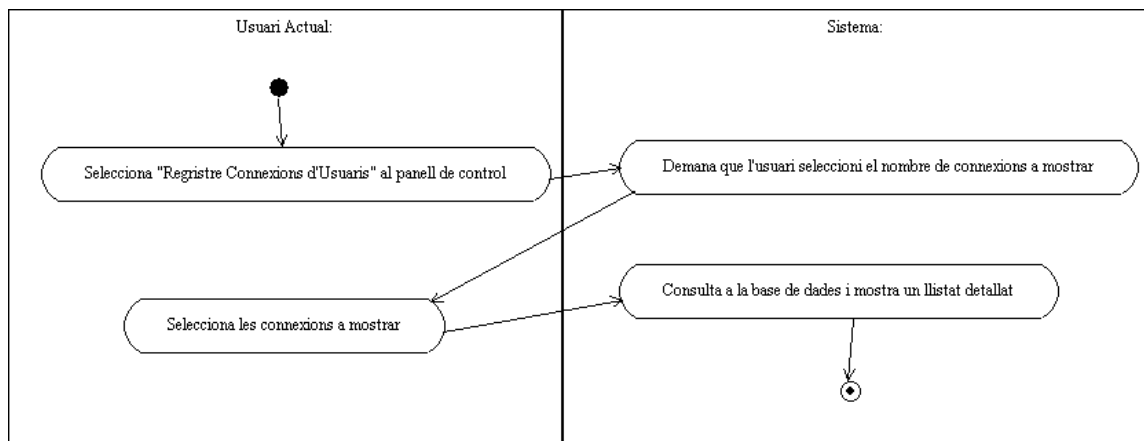 Usuari Actual:
Sistema:
Selecciona "Regristre Connexions d'Usuaris" al panell de control
Demana que l'usuari seleccioni el nombre de connexions a mostrar
Selecciona les connexions a mostrar
Consulta a la base de dades i mostra un llistat detallat